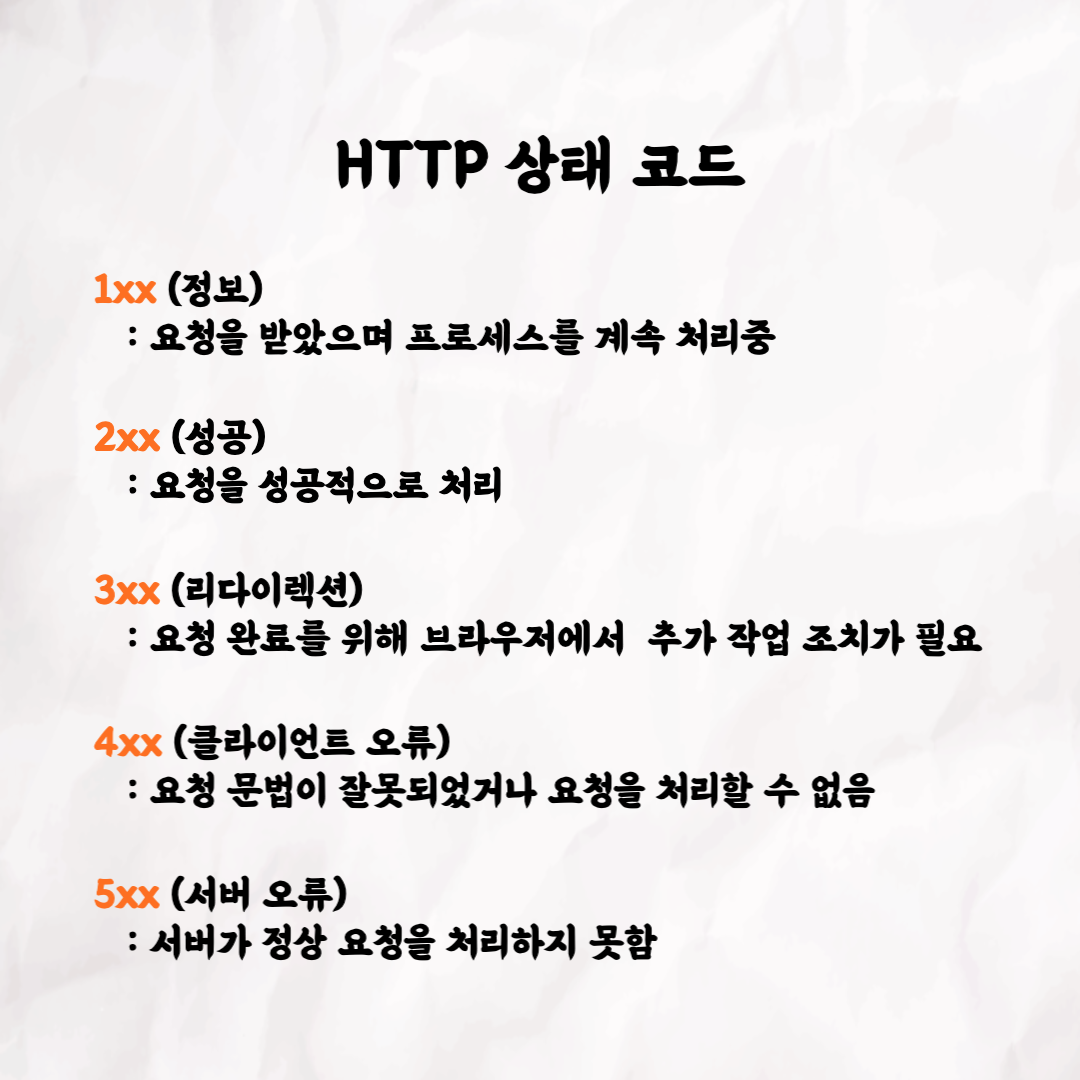 HTTP 상태 코드
1xx (정보)
: 요청을 받았으며 프로세스를 계속 처리중
2xx (성공)
: 요청을 성공적으로 처리
3xx (리다이렉션)
: 요청 완료를 위해 브라우저에서 추가 작업 조치가 필요
4xx (클라이언트 오류)
: 요청 문법이 잘못되었거나 요청을 처리할 수 없음
5xx (서버 오류)
: 서버가 정상 요청을 처리하지 못함